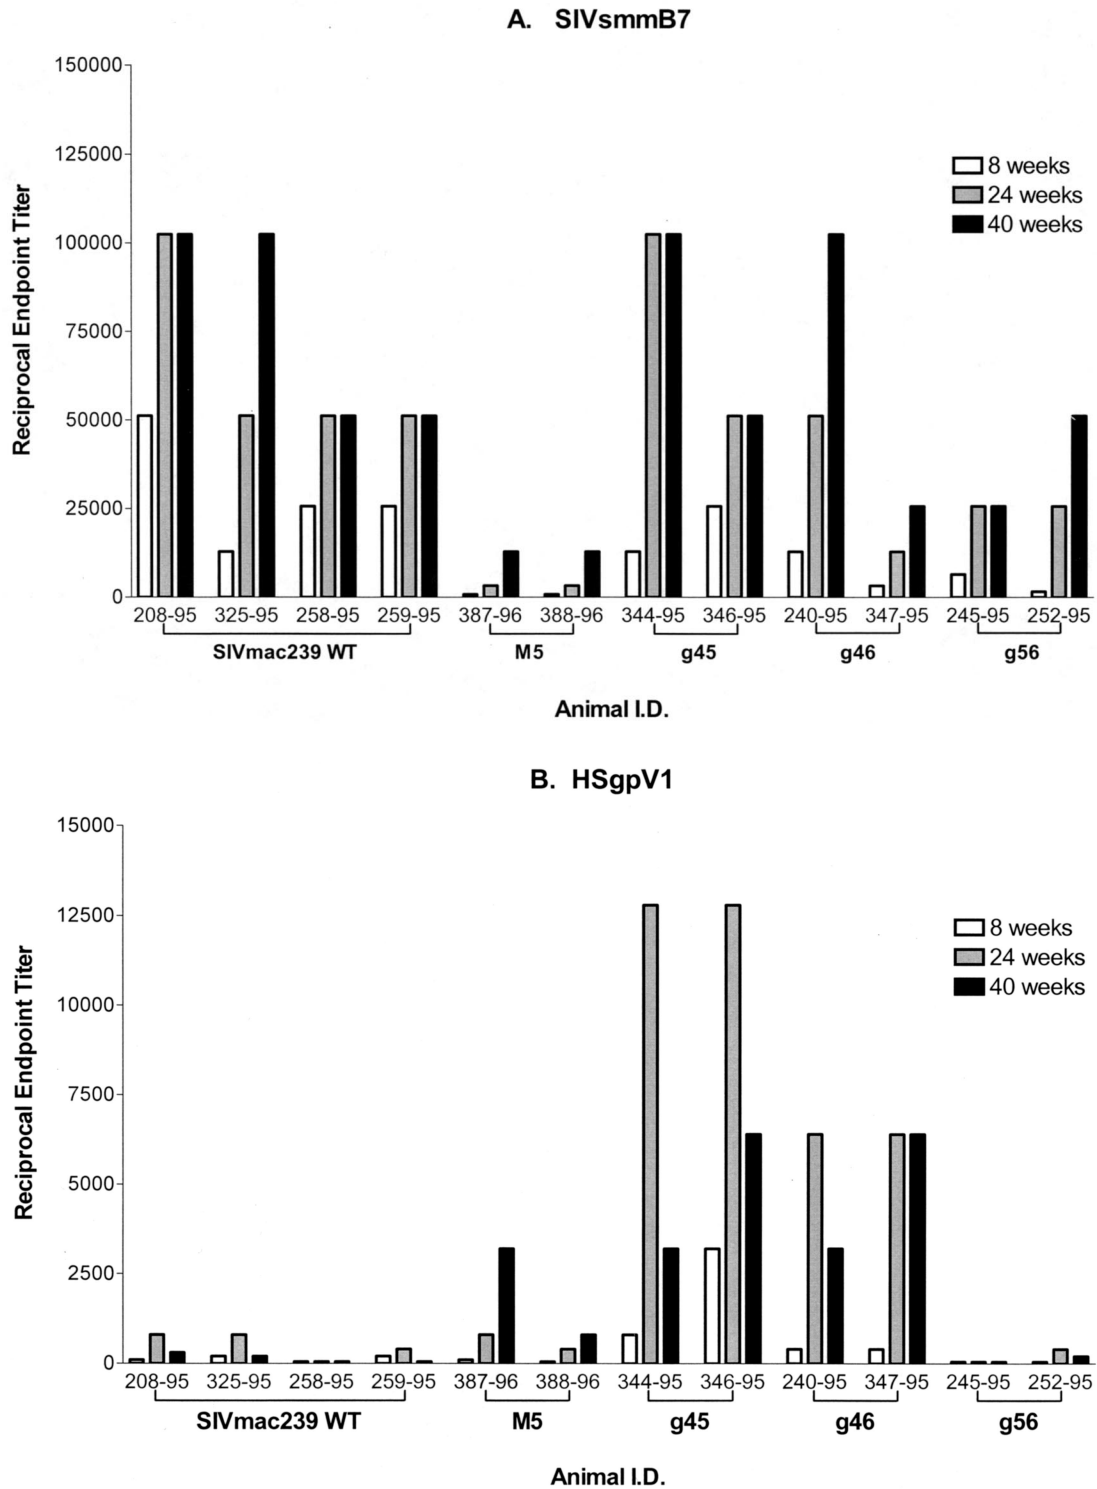 A. SIVsmmB7
150000
125000
100000
75000
50000
25000
0
Reciprocal Endpoint Titer
8 weeks
24 weeks
40 weeks
208-95 325-95 258-95 259-95 387-96 388-96 344-95 346-95 240-95 347-95 245-95 252-95
SIVmac239 WT M5 g45 g46 g56
Animal I.D.
B. HSgpV1
15000
12500
10000
7500
5000
2500
0
Reciprocal Endpoint Titer
8 weeks
24 weeks
40 weeks
208-95 325-95 258-95 259-95 387-96 388-96 344-95 346-95 240-95 347-95 245-95 252-95
SIVmac239 WT M5 g45 g46 g56
Animal I.D.